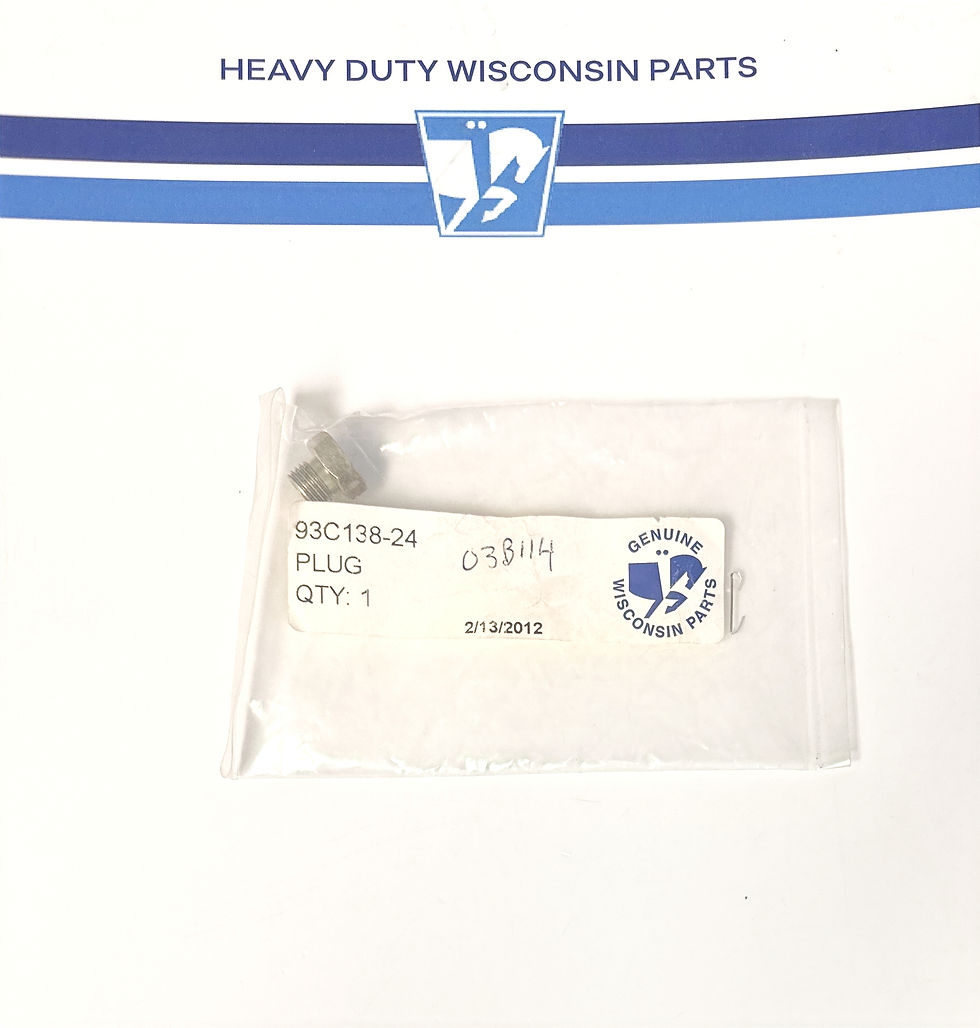 HEAVY DUTY WISCONSIN PARTS
93C138-24
PLUG
QTY: 1
03B114
2/13/2012
GENUINE
WISCONSIN PARTS